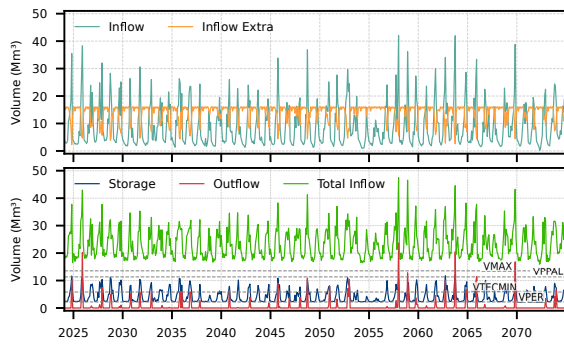 50
40
30
20
10
0
Volume (Mm³)
Inflow
Inflow Extra
50
40
30
20
10
0
Volume (Mm³)
Storage
Outflow
Total Inflow
VMAX
VPPAL
VTECMIN
VPER
2025
2030
2035
2040
2045
2050
2055
2060
2065
2070